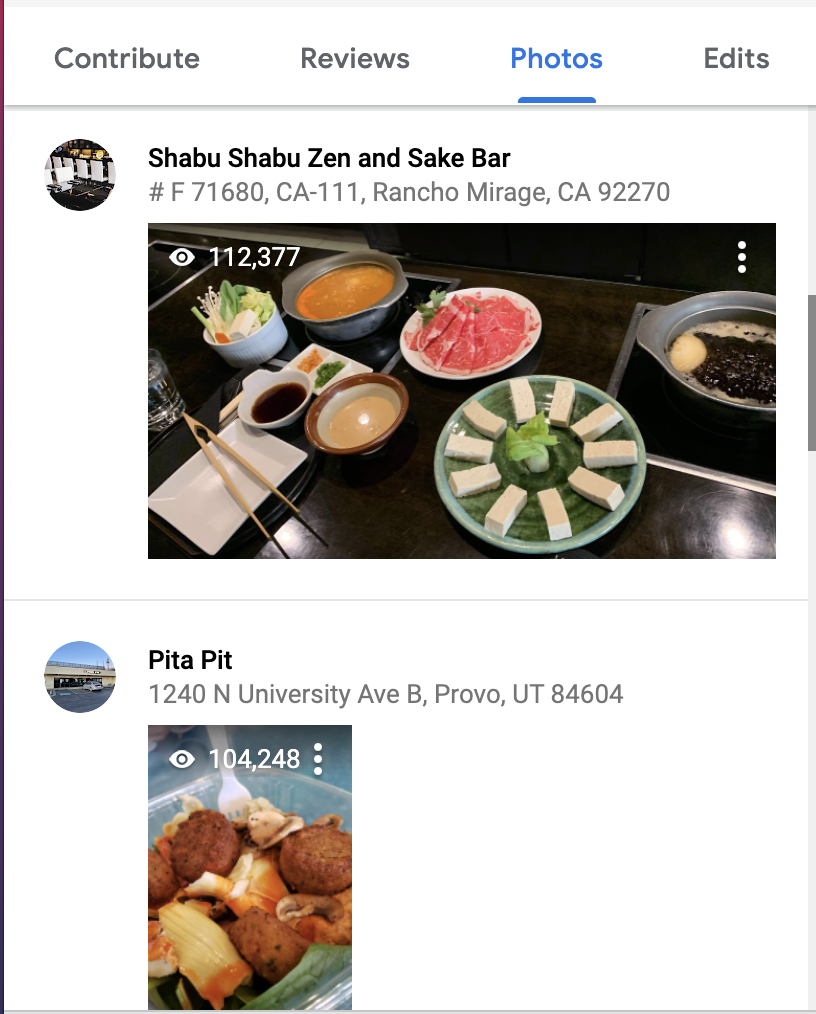 Contribute Reviews Photos Edits
Shabu Shabu Zen and Sake Bar
# F 71680, CA-111, Rancho Mirage, CA 92270
112,377
Pita Pit
1240 N University Ave B, Provo, UT 84604
104,248